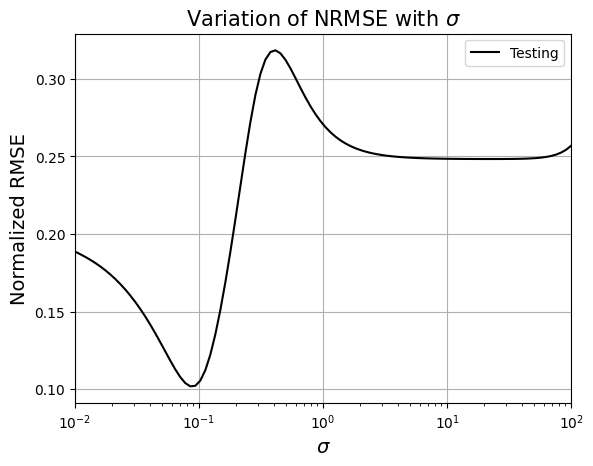 Variation of NRMSE with σ
Testing
Normalized RMSE
0.30
0.25
0.20
0.15
0.10
10⁻²
10⁻¹
10⁰
10¹
10²
σ